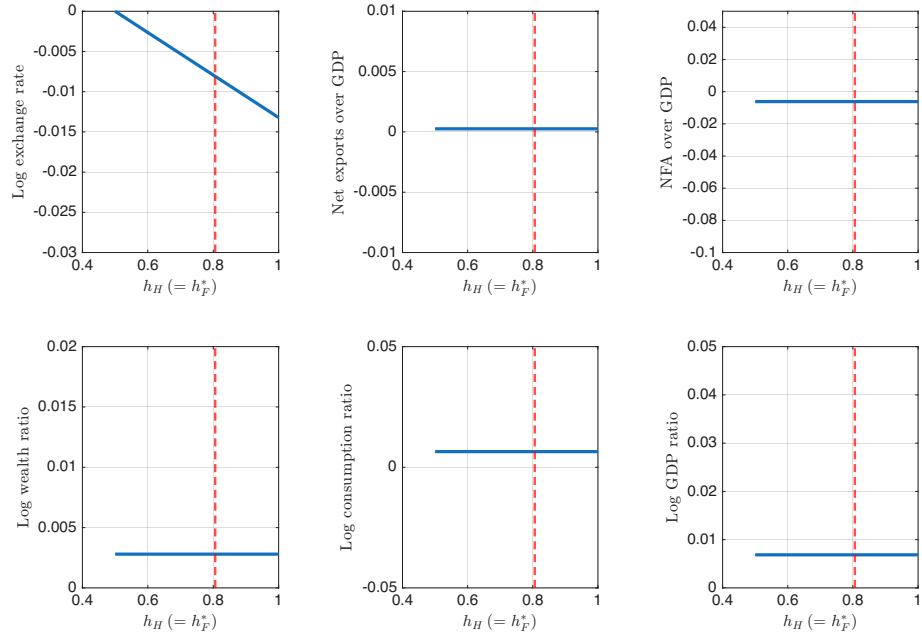 0
-0.005
-0.01
-0.015
-0.02
-0.025
-0.03
0.4 0.6 0.8 1
Log exchange rate
h_H (= h_F^*)
0.01
0.005
0
-0.005
-0.01
0.4 0.6 0.8 1
Net exports over GDP
h_H (= h_F^*)
0.04
0.02
0
-0.02
-0.04
-0.06
-0.08
-0.1
0.4 0.6 0.8 1
NFA over GDP
h_H (= h_F^*)
0.02
0.015
0.01
0.005
0
0.4 0.6 0.8 1
Log wealth ratio
h_H (= h_F^*)
0.05
0
-0.05
0.4 0.6 0.8 1
Log consumption ratio
h_H (= h_F^*)
0.05
0.04
0.03
0.02
0.01
0
0.4 0.6 0.8 1
Log GDP ratio
h_H (= h_F^*)